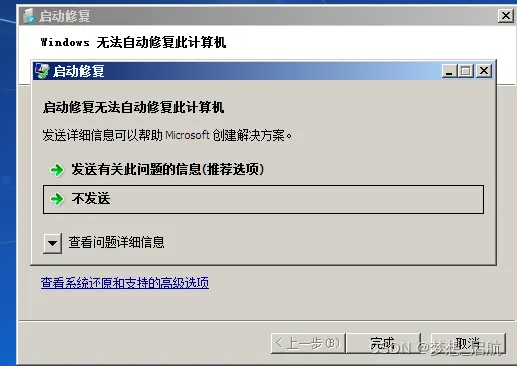 启动修复
Windows 无法自动修复此计算机
启动修复
启动修复无法自动修复此计算机
发送详细信息可以帮助 Microsoft 创建解决方案。
发送有关此问题的信息(推荐选项)
不发送
查看问题详细信息
查看系统还原和支持的高级选项
< 上一步(B)
完成
取消
CSDN @梦想_启航